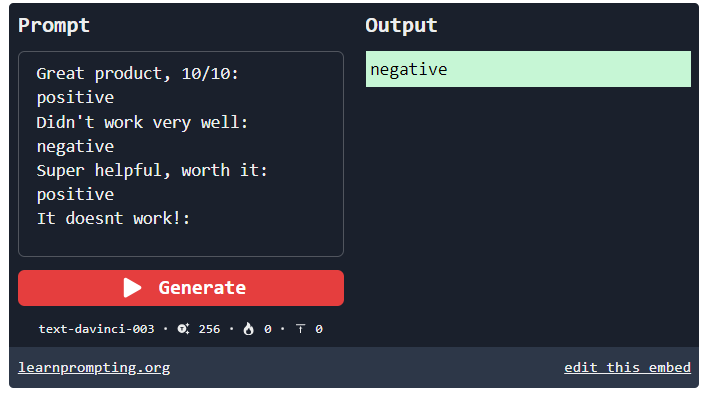 Prompt
Output
Great product, 10/10:
positive
Didn't work very well:
negative
Super helpful, worth it:
positive
It doesnt work!:
negative
Generate
text-davinci-003 · 256 · 0 · 0
learnprompting.org
edit this embed